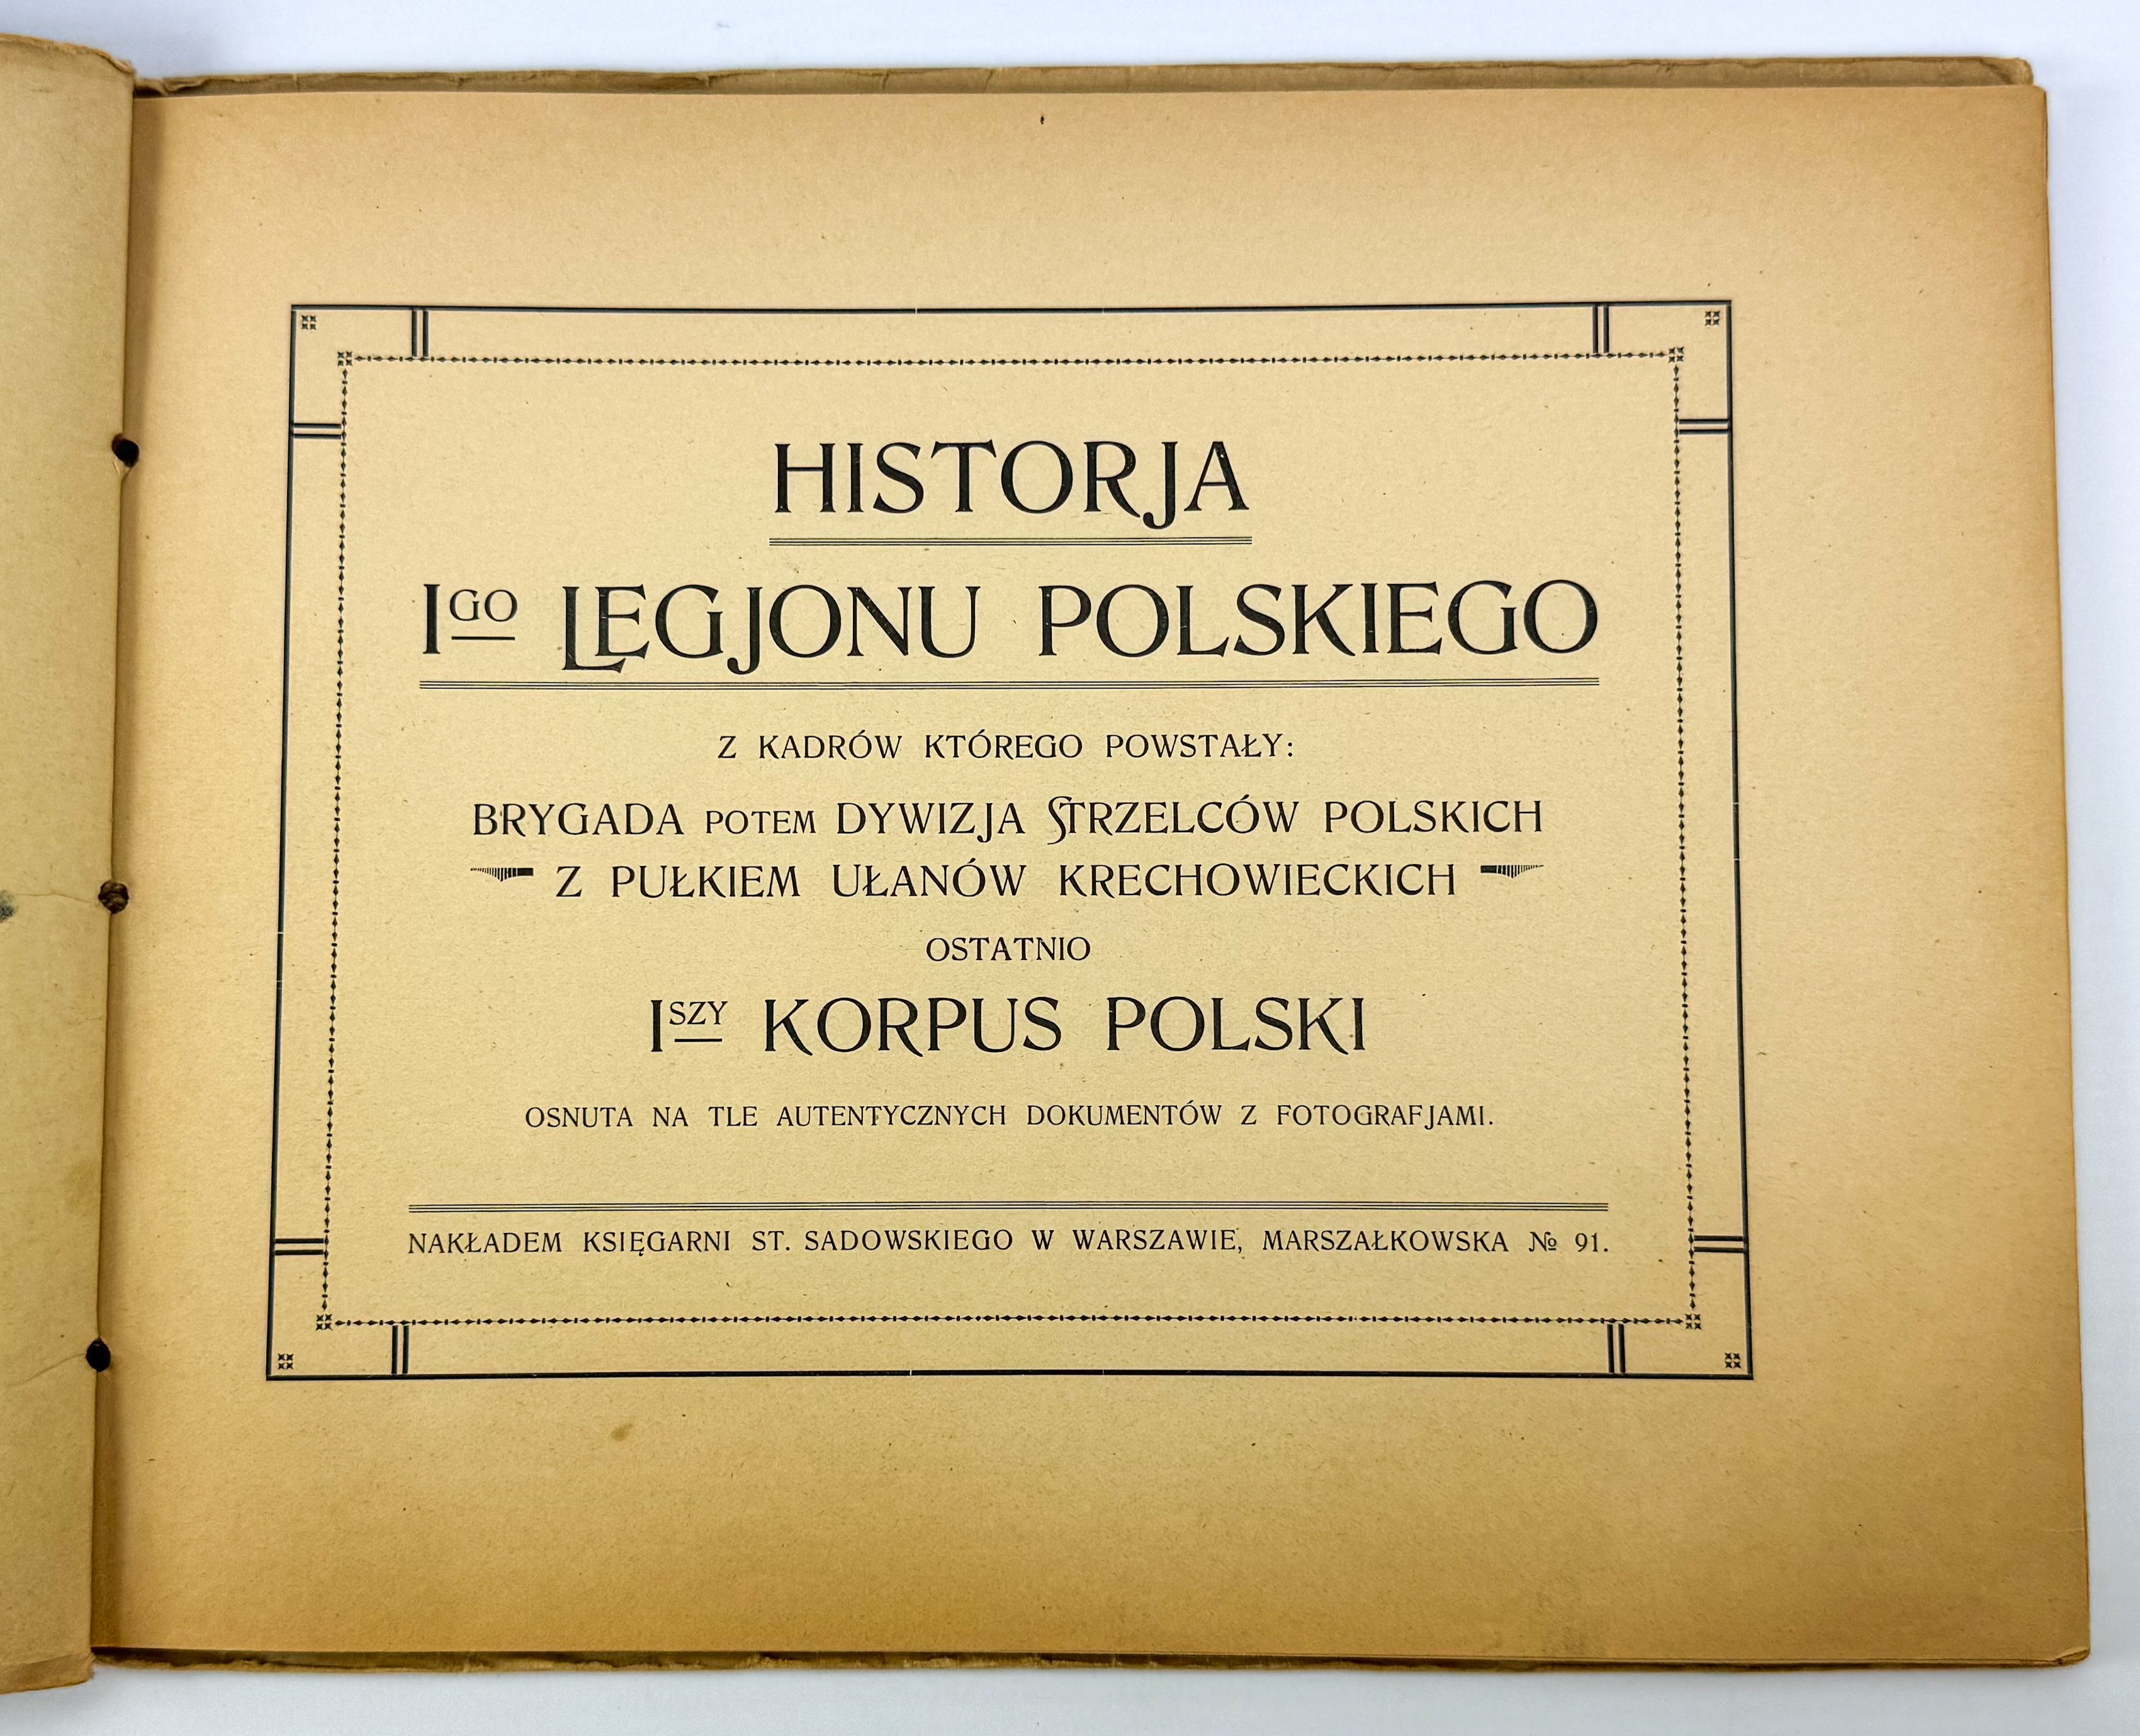 HISTORJA
IGO LEGJONU POLSKIEGO
Z KADRÓW KTÓREGO POWSTAŁY:
BRYGADA POTEM DYWIZJA STRZELCÓW POLSKICH
Z PUŁKIEM UŁANÓW KRECHOWIECKICH
OSTATNIO
ISZY KORPUS POLSKI
OSNUTA NA TLE AUTENTYCZNYCH DOKUMENTÓW Z FOTOGRAFJAMI.
NAKŁADEM KSIĘGARNI ST. SADOWSKIEGO W WARSZAWIE, MARSZAŁKOWSKA № 91.